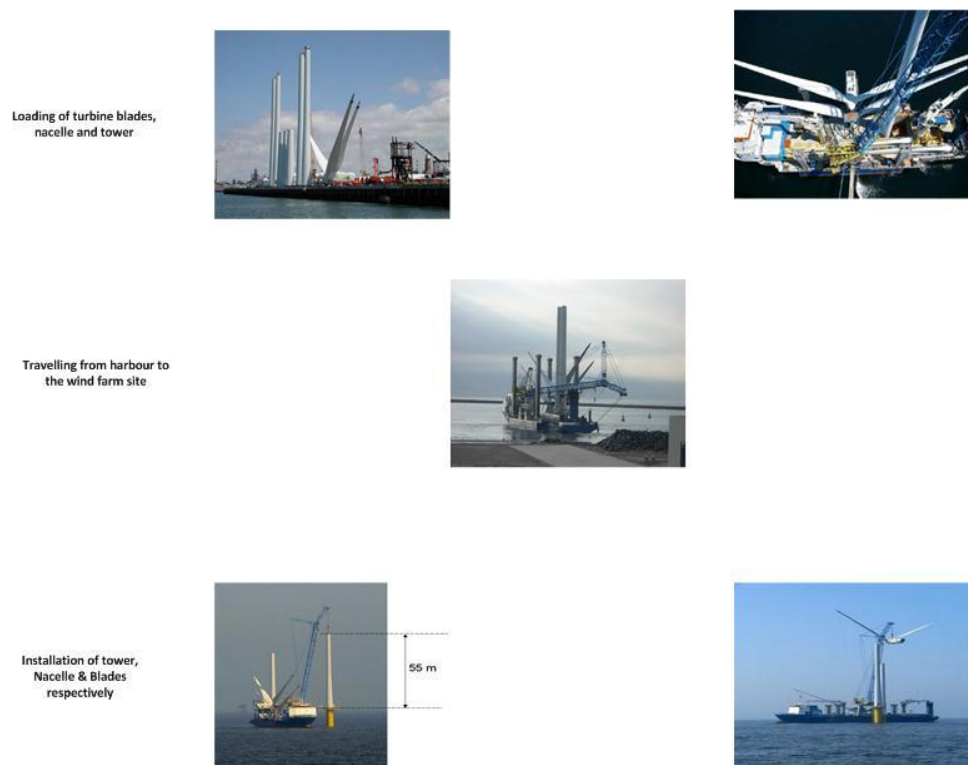 Loading of turbine blades,
nacelle and tower
Travelling from harbour to
the wind farm site
Installation of tower,
Nacelle & Blades
respectively
55 m